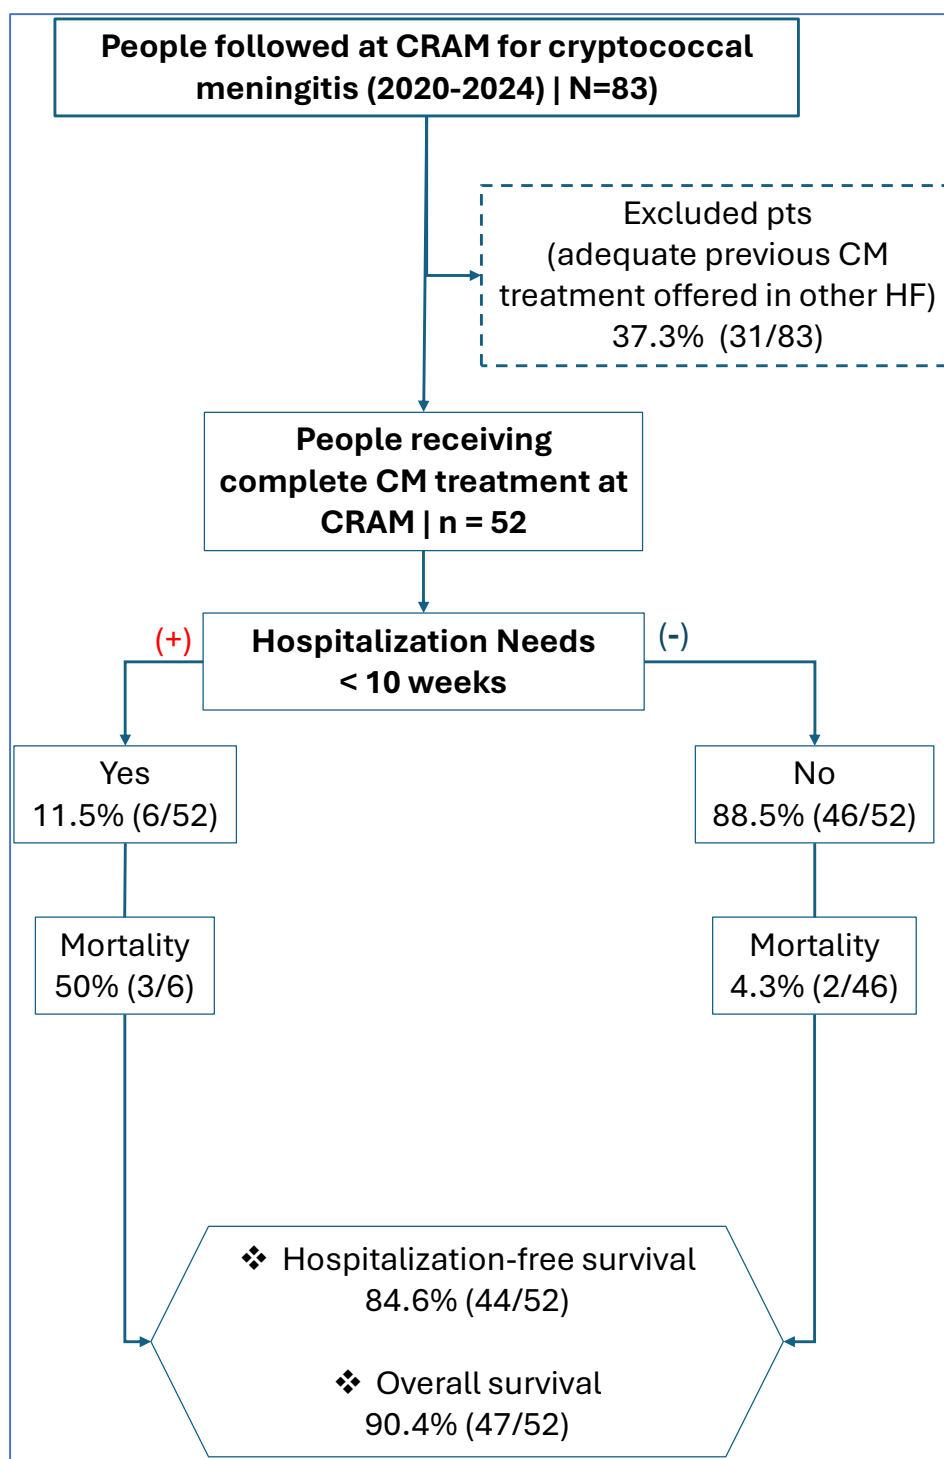 People followed at CRAM for cryptococcal
meningitis (2020-2024) | N=83)
Excluded pts
(adequate previous CM
treatment offered in other HF)
37.3% (31/83)
People receiving
complete CM treatment at
CRAM | n = 52
(+)
Hospitalization Needs
< 10 weeks
(-)
Yes
11.5% (6/52)
No
88.5% (46/52)
Mortality
50% (3/6)
Mortality
4.3% (2/46)
❖ Hospitalization-free survival
84.6% (44/52)
❖ Overall survival
90.4% (47/52)